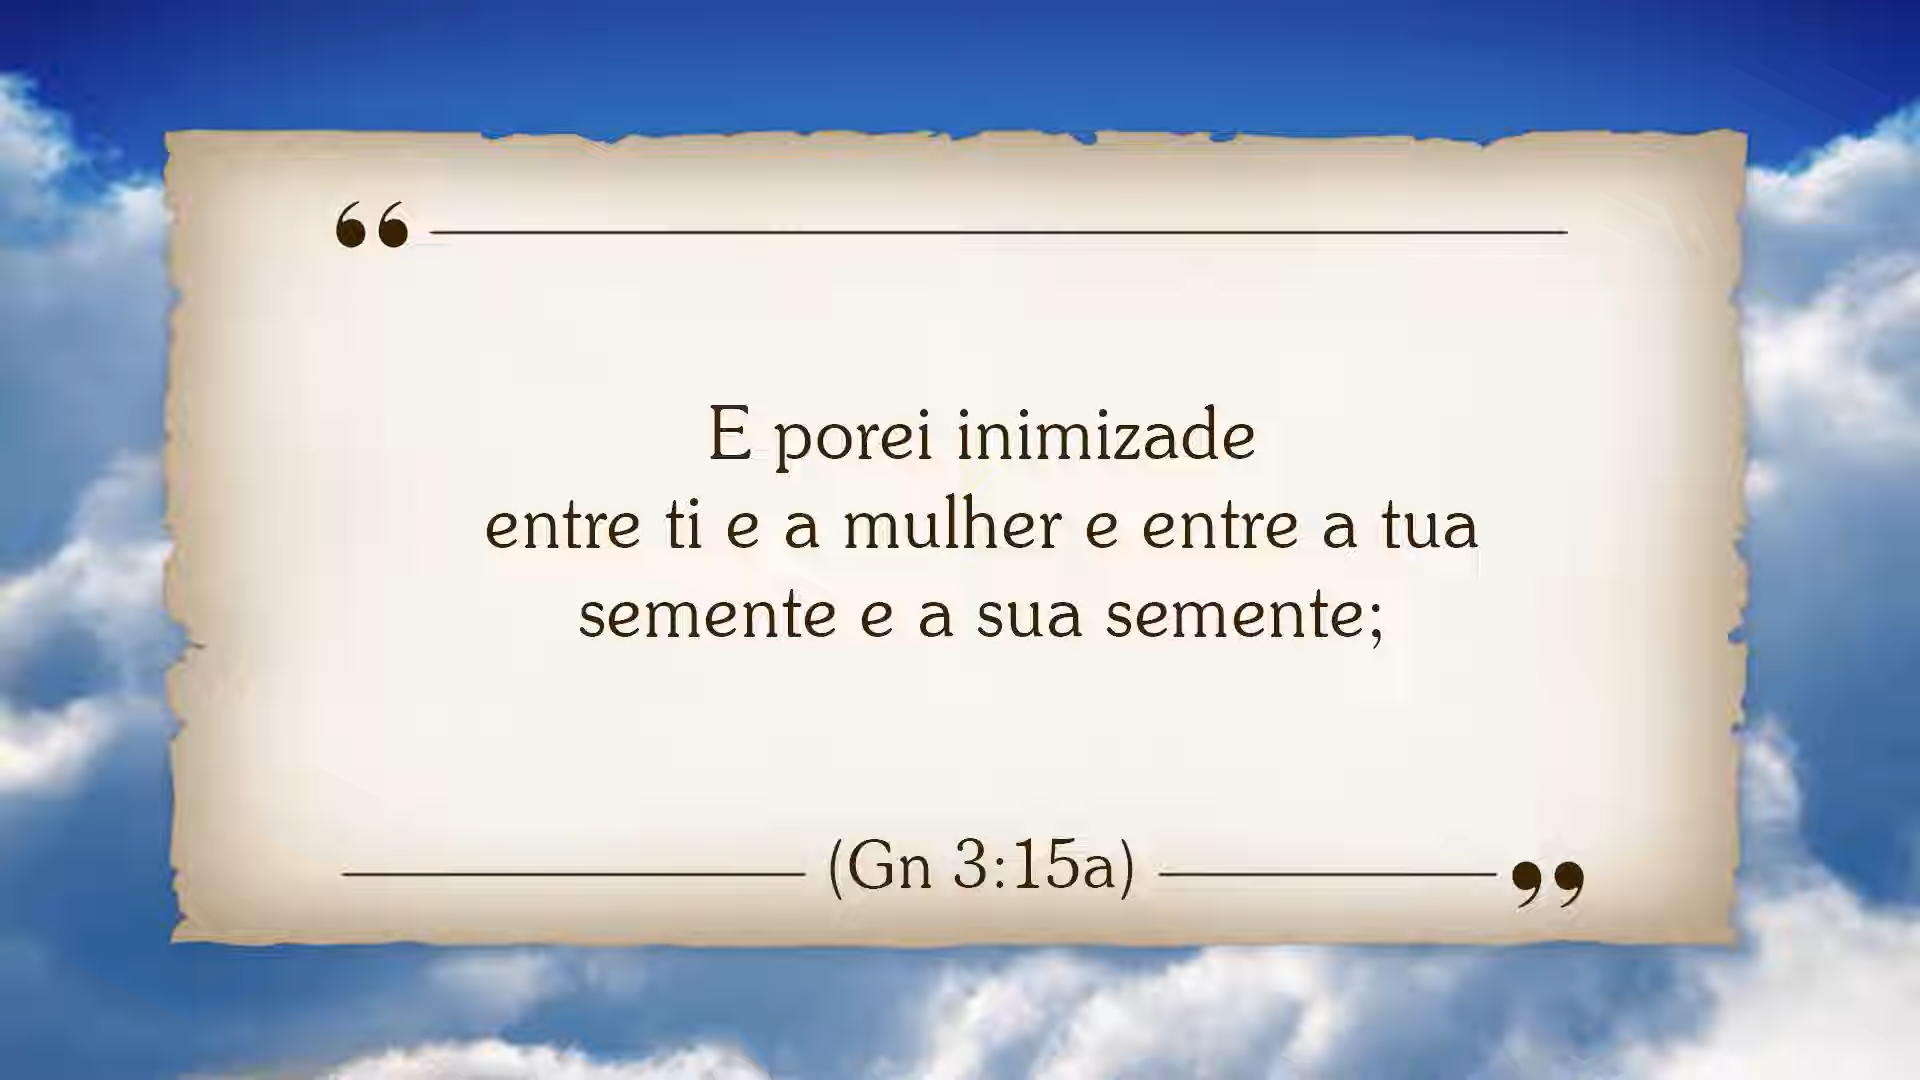 “
E porei inimizade
entre ti e a mulher e entre a tua
semente e a sua semente;
(Gn 3:15a)
”